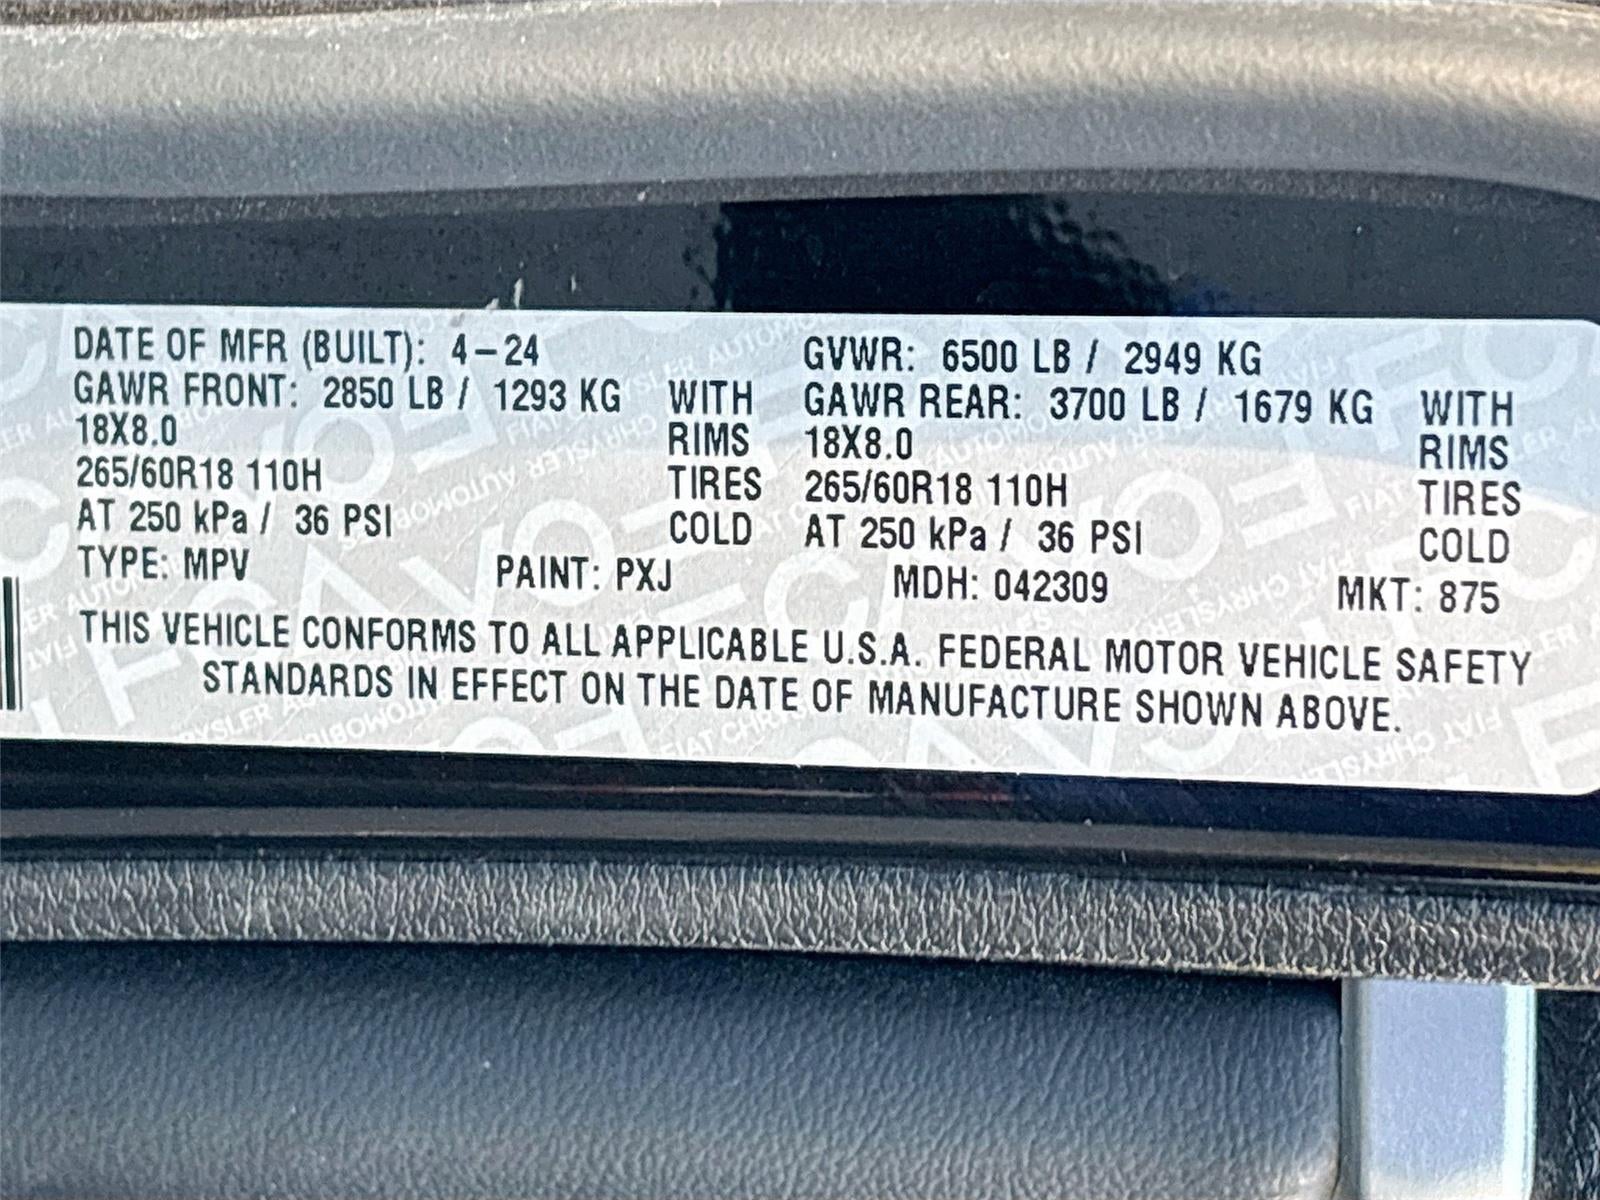 DATE OF MFR (BUILT): 4-24 GVWR: 6500 LB / 2949 KG
GAWR FRONT: 2850 LB / 1293 KG WITH GAWR REAR: 3700 LB / 1679 KG WITH
18X8.0 RIMS 18X8.0 RIMS
265/60R18 110H TIRES 265/60R18 110H TIRES
AT 250 kPa / 36 PSI COLD AT 250 kPa / 36 PSI COLD
TYPE: MPV PAINT: PXJ MDH: 042309 MKT: 875
THIS VEHICLE CONFORMS TO ALL APPLICABLE U.S.A. FEDERAL MOTOR VEHICLE SAFETY
STANDARDS IN EFFECT ON THE DATE OF MANUFACTURE SHOWN ABOVE.